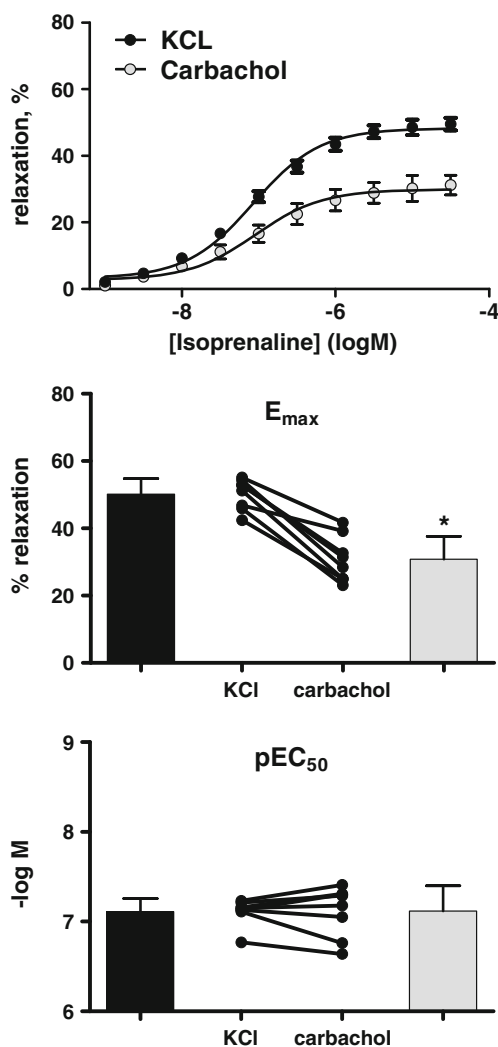 80
60
40
20
0
relaxation, %
KCL
Carbachol
-8
-6
-4
[Isoprenaline] (logM)
80
60
40
20
0
% relaxation
Emax
*
KCl
carbachol
9
8
7
6
-log M
pEC50
KCl
carbachol